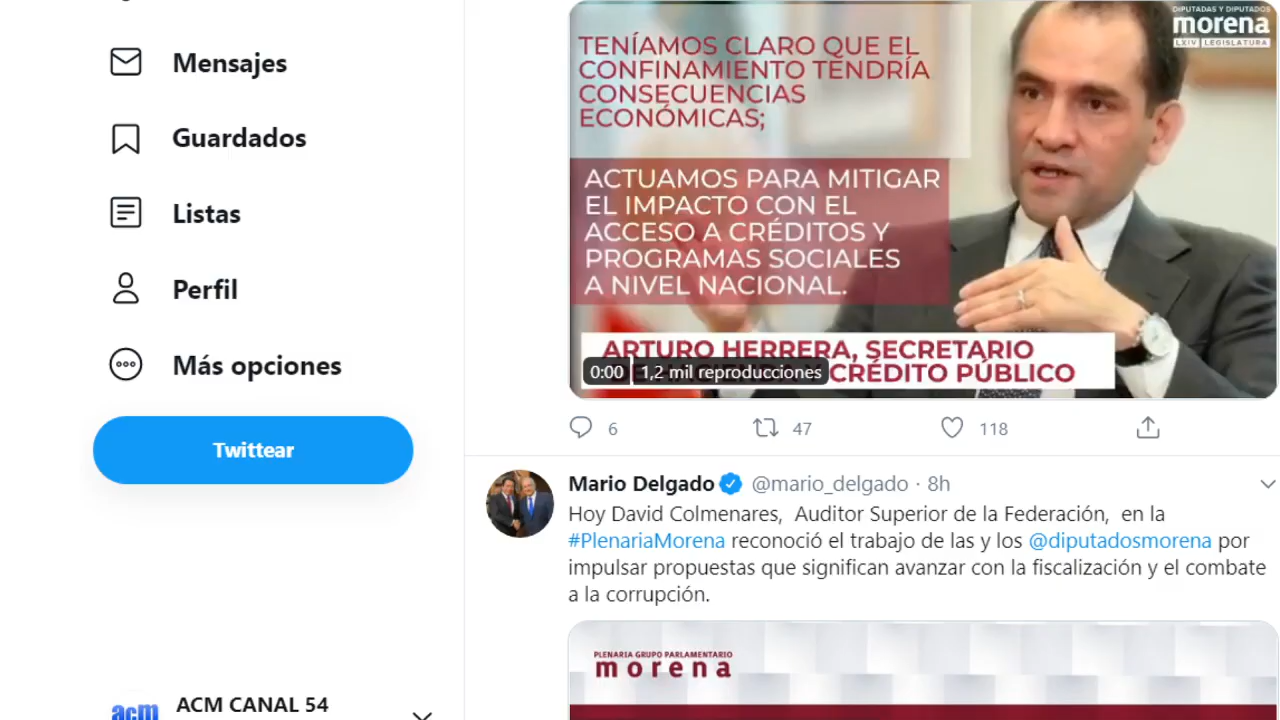 Mensajes
Guardados
Listas
Perfil
Más opciones
Twittear
acm
ACM CANAL 54
DIPUTADAS Y DIPUTADOS
morena
LXIV LEGISLATURA
TENÍAMOS CLARO QUE EL
CONFINAMIENTO TENDRÍA
CONSECUENCIAS
ECONÓMICAS;
ACTUAMOS PARA MITIGAR
EL IMPACTO CON EL
ACCESO A CRÉDITOS Y
PROGRAMAS SOCIALES
A NIVEL NACIONAL.
ARTURO HERRERA, SECRETARIO
CRÉDITO PÚBLICO
0:00 1,2 mil reproducciones
6 47 118
Mario Delgado @mario_delgado · 8h
Hoy David Colmenares, Auditor Superior de la Federación, en la
#PlenariaMorena reconoció el trabajo de las y los @diputadosmorena por
impulsar propuestas que significan avanzar con la fiscalización y el combate
a la corrupción.
PLENARIA GRUPO PARLAMENTARIO
morena